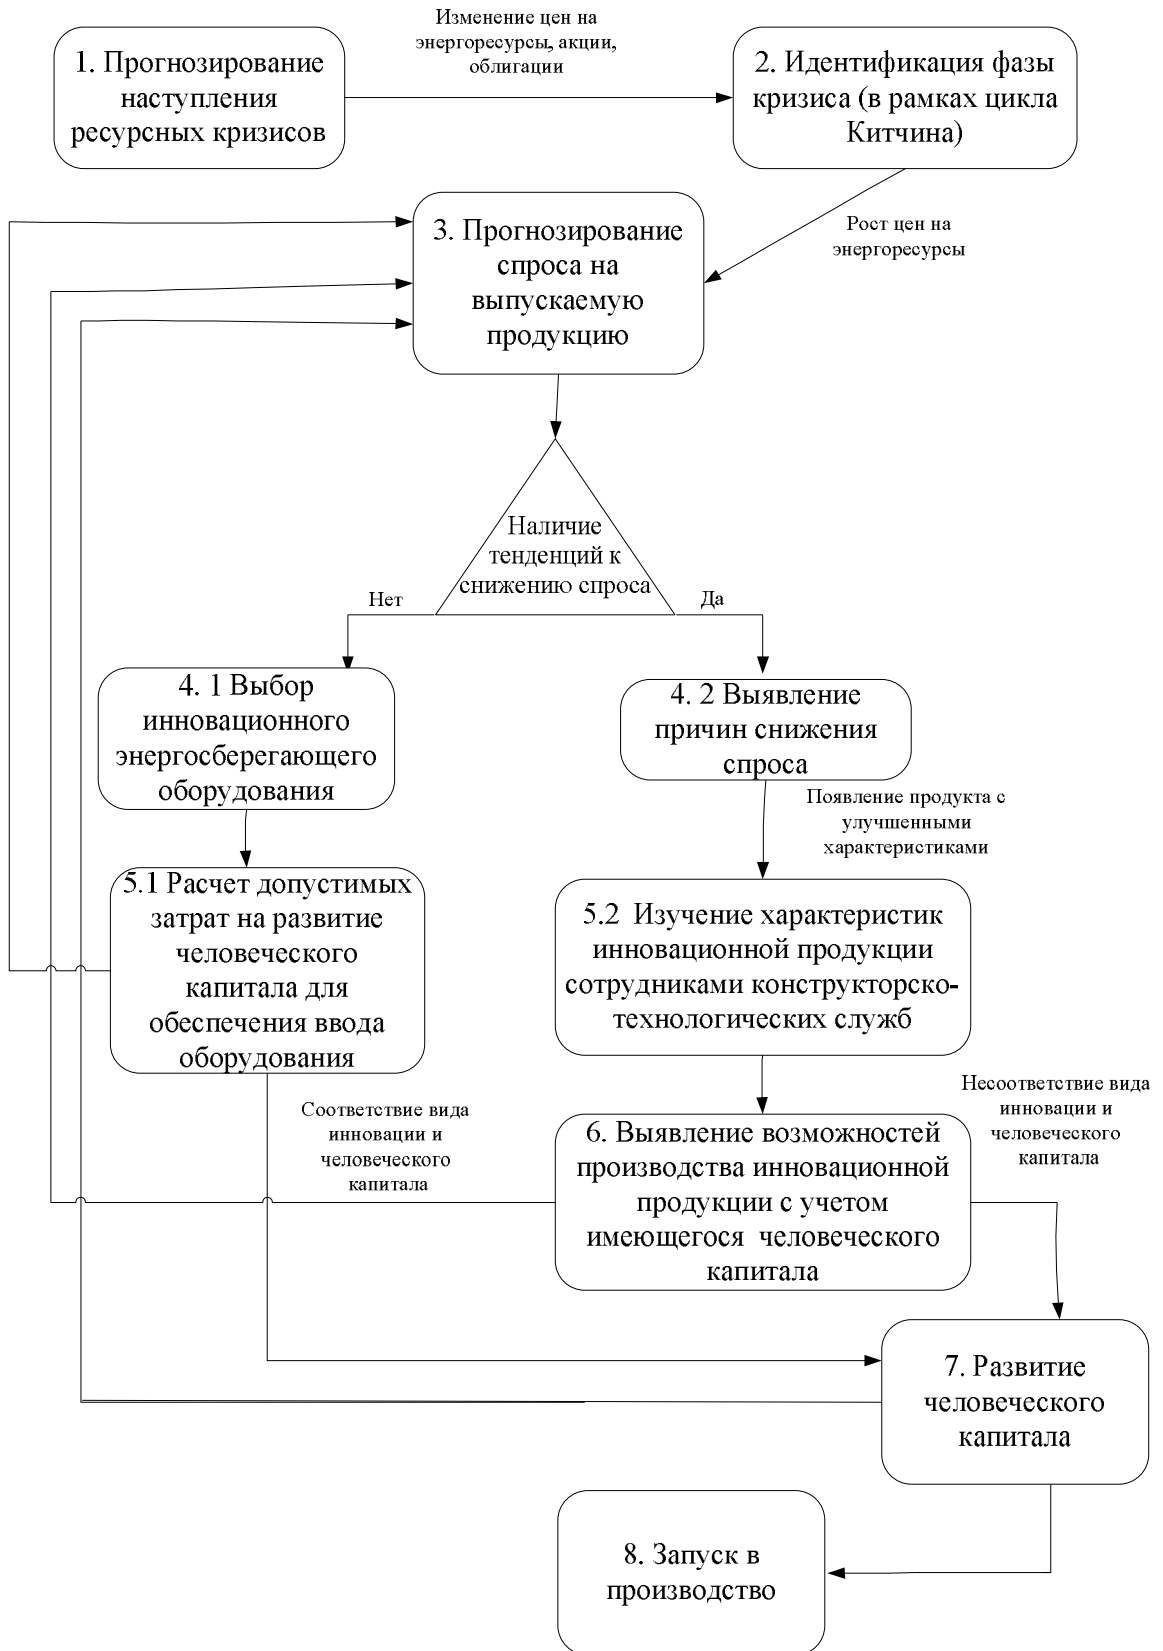 Изменение цен на
энергоресурсы, акции,
облигации
1. Прогнозирование
наступления
ресурсных кризисов
2. Идентификация фазы
кризиса (в рамках цикла
Китчина)
Рост цен на
энергоресурсы
3. Прогнозирование
спроса на
выпускаемую
продукцию
Наличие
тенденций к
снижению спроса
Нет
Да
4. 1 Выбор
инновационного
энергосберегающего
оборудования
4. 2 Выявление
причин снижения
спроса
Появление продукта с
улучшенными
характеристиками
5.1 Расчет допустимых
затрат на развитие
человеческого
капитала для
обеспечения ввода
оборудования
5.2 Изучение характеристик
инновационной продукции
сотрудниками конструкторско-
технологических служб
Соответствие вида
инновации и
человеческого
капитала
Несоответствие вида
инновации и
человеческого
капитала
6. Выявление возможностей
производства инновационной
продукции с учетом
имеющегося человеческого
капитала
7. Развитие
человеческого
капитала
8. Запуск в
производство